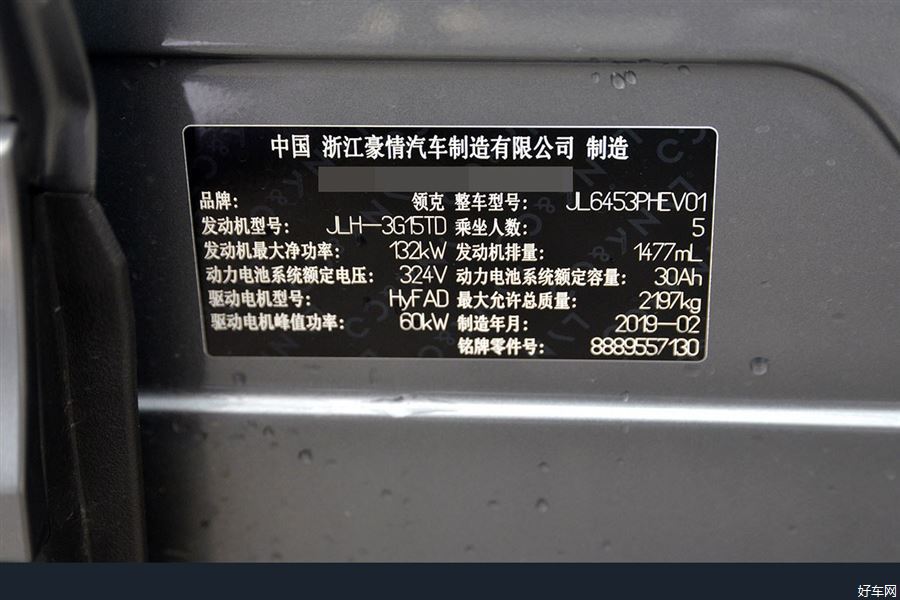 中国 浙江豪情汽车制造有限公司 制造
品牌: 领克 整车型号: JL6453PHEV01
发动机型号: JLH-3G15TD 乘坐人数: 5
发动机最大净功率: 132kW 发动机排量: 1477mL
动力电池系统额定电压: 324V 动力电池系统额定容量: 30Ah
驱动电机型号: HyFAD 最大允许总质量: 2197kg
驱动电机峰值功率: 60kW 制造年月: 2019-02
铭牌零件号: 8889557130
好车网